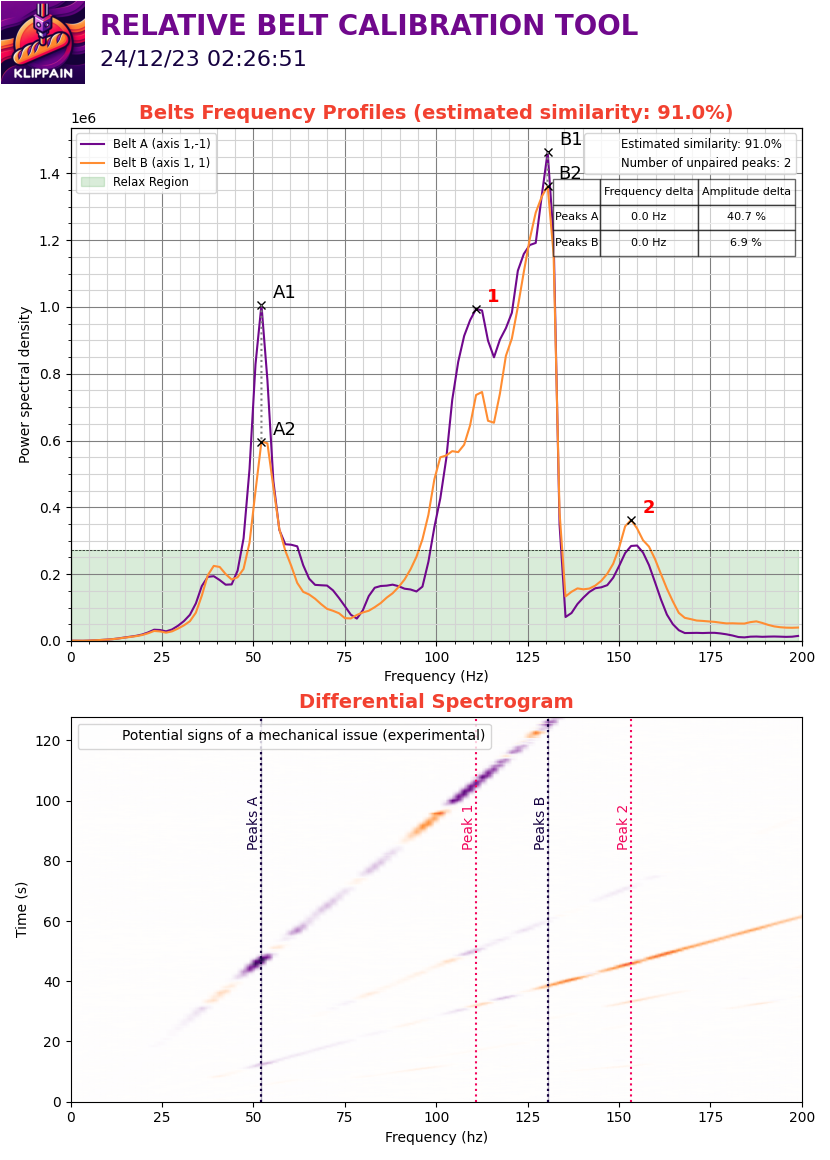 KLIPPAIN
RELATIVE BELT CALIBRATION TOOL
24/12/23 02:26:51
Belts Frequency Profiles (estimated similarity: 91.0%)
1e6
Belt A (axis 1,-1)
Belt B (axis 1, 1)
Relax Region
Estimated similarity: 91.0%
Number of unpaired peaks: 2
Frequency delta Amplitude delta
Peaks A 0.0 Hz 40.7 %
Peaks B 0.0 Hz 6.9 %
B1
B2
A1
1
A2
2
Power spectral density
1.4
1.2
1.0
0.8
0.6
0.4
0.2
0.0
0 25 50 75 100 125 150 175 200
Frequency (Hz)
Differential Spectrogram
Potential signs of a mechanical issue (experimental)
Peaks A
Peak 1
Peaks B
Peak 2
Time (s)
120
100
80
60
40
20
0
0 25 50 75 100 125 150 175 200
Frequency (hz)